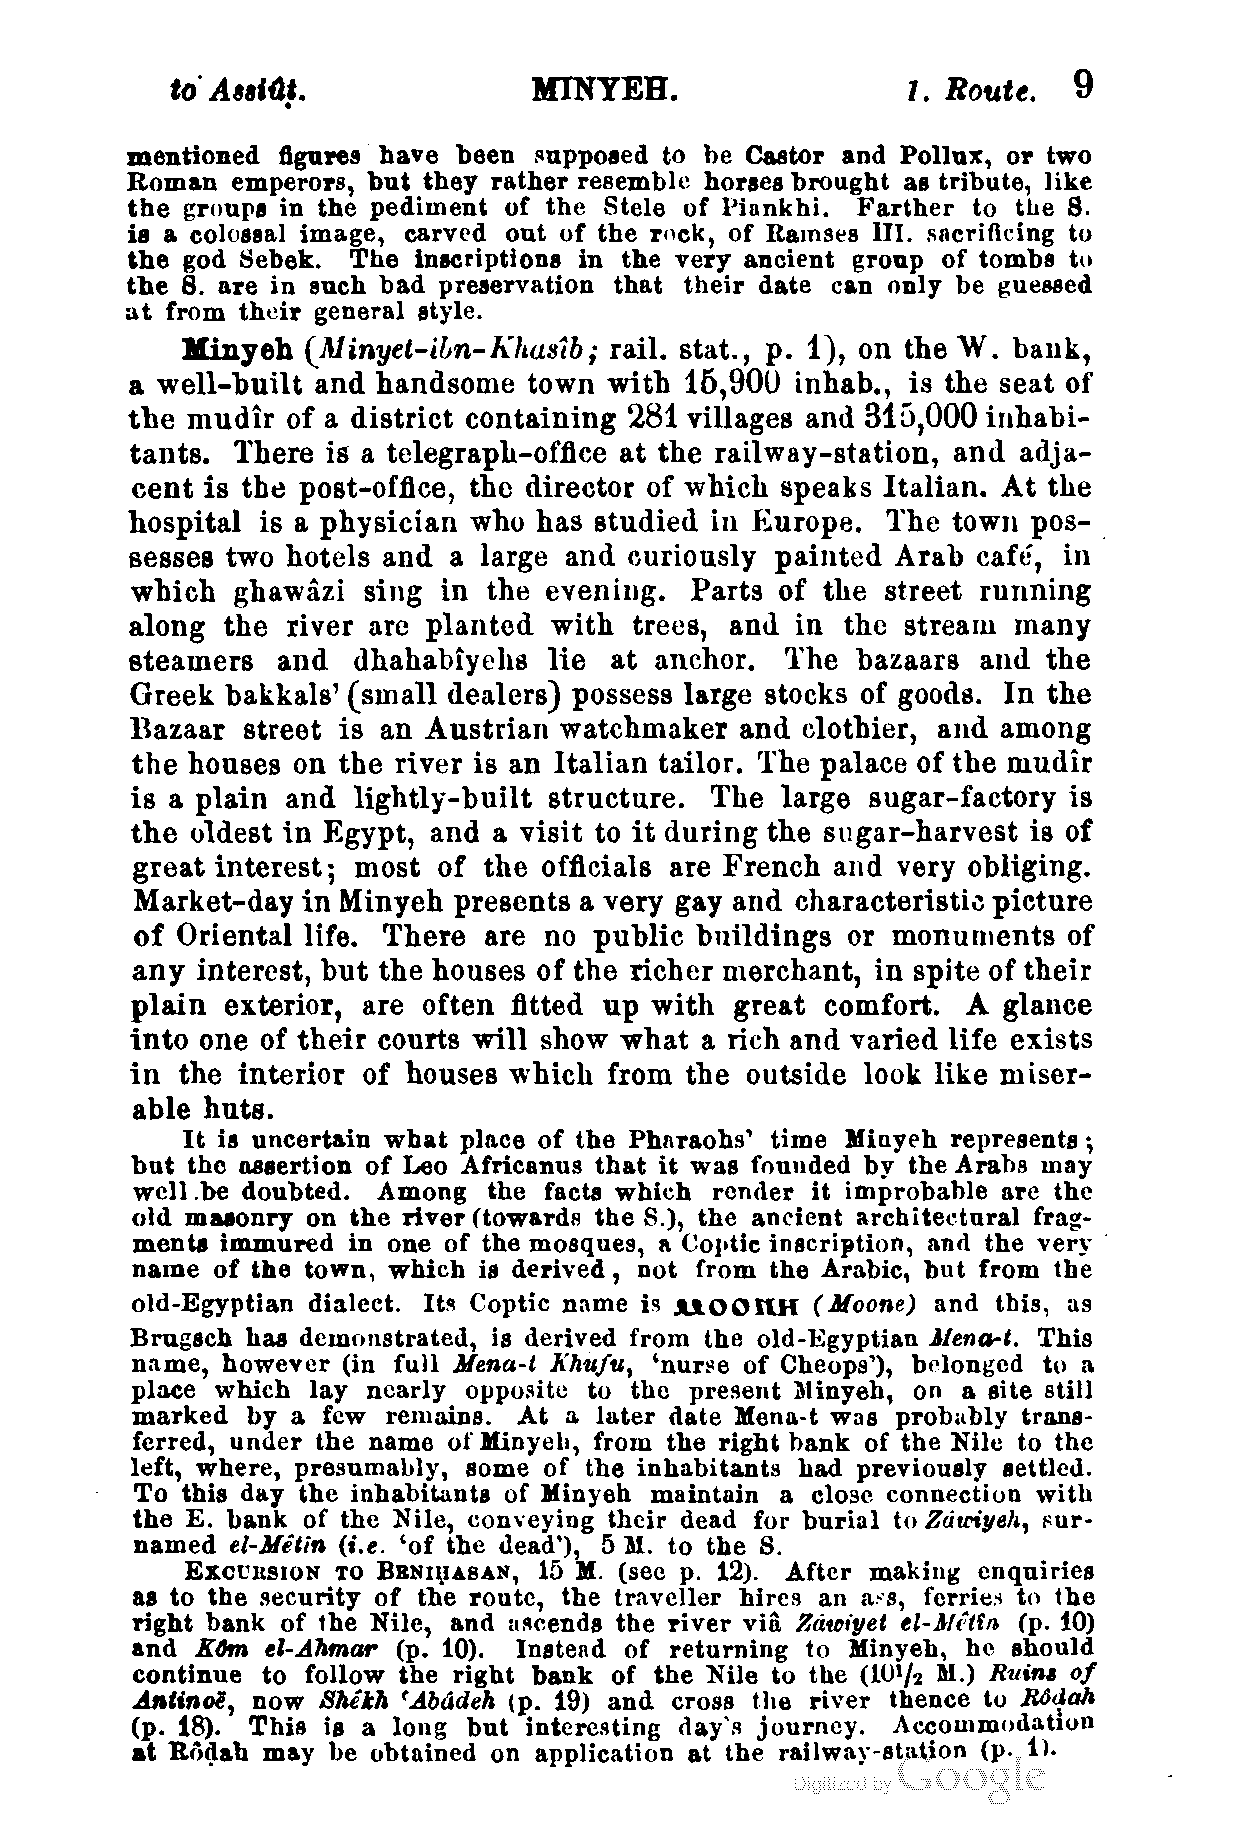 to Assiûṭ. MINYEH. 1. Route. 9
mentioned figures have been supposed to be Castor and Pollux, or two
Roman emperors, but they rather resemble horses brought as tribute, like
the groups in the pediment of the Stele of Piankhi. Farther to the S.
is a colossal image, carved out of the rock, of Ramses III. sacrificing to
the god Sebek. The inscriptions in the very ancient group of tombs to
the S. are in such bad preservation that their date can only be guessed
at from their general style.
Minyeh (Minyet-ibn-Khasîb; rail. stat., p. 1), on the W. bank,
a well-built and handsome town with 15,900 inhab., is the seat of
the mudîr of a district containing 281 villages and 315,000 inhabi-
tants. There is a telegraph-office at the railway-station, and adja-
cent is the post-office, the director of which speaks Italian. At the
hospital is a physician who has studied in Europe. The town pos-
sesses two hotels and a large and curiously painted Arab café, in
which ghawâzi sing in the evening. Parts of the street running
along the river are planted with trees, and in the stream many
steamers and dhahabîyehs lie at anchor. The bazaars and the
Greek bakkals' (small dealers) possess large stocks of goods. In the
Bazaar street is an Austrian watchmaker and clothier, and among
the houses on the river is an Italian tailor. The palace of the mudîr
is a plain and lightly-built structure. The large sugar-factory is
the oldest in Egypt, and a visit to it during the sugar-harvest is of
great interest; most of the officials are French and very obliging.
Market-day in Minyeh presents a very gay and characteristic picture
of Oriental life. There are no public buildings or monuments of
any interest, but the houses of the richer merchant, in spite of their
plain exterior, are often fitted up with great comfort. A glance
into one of their courts will show what a rich and varied life exists
in the interior of houses which from the outside look like miser-
able huts.
It is uncertain what place of the Pharaohs' time Minyeh represents;
but the assertion of Leo Africanus that it was founded by the Arabs may
well be doubted. Among the facts which render it improbable are the
old masonry on the river (towards the S.), the ancient architectural frag-
ments immured in one of the mosques, a Coptic inscription, and the very
name of the town, which is derived, not from the Arabic, but from the
old-Egyptian dialect. Its Coptic name is ⲙⲟⲟⲛⲏ (Moone) and this, as
Brugsch has demonstrated, is derived from the old-Egyptian Mena-t. This
name, however (in full Mena-t Khufu, 'nurse of Cheops'), belonged to a
place which lay nearly opposite to the present Minyeh, on a site still
marked by a few remains. At a later date Mena-t was probably trans-
ferred, under the name of Minyeh, from the right bank of the Nile to the
left, where, presumably, some of the inhabitants had previously settled.
To this day the inhabitants of Minyeh maintain a close connection with
the E. bank of the Nile, conveying their dead for burial to Záwiyeh, sur-
named el-Mêtîn (i.e. 'of the dead'), 5 M. to the S.
EXCURSION TO BENIḤASAN, 15 M. (see p. 12). After making enquiries
as to the security of the route, the traveller hires an ass, ferries to the
right bank of the Nile, and ascends the river viâ Záwiyet el-Mêtîn (p. 10)
and Kôm el-Ahmar (p. 10). Instead of returning to Minyeh, he should
continue to follow the right bank of the Nile to the (10½ M.) Ruins of
Antinoë, now Shêkh ʿAbâdeh (p. 19) and cross the river thence to Rôḍah
(p. 18). This is a long but interesting day's journey. Accommodation
at Rôḍah may be obtained on application at the railway-station (p. 1).
Digitized by Google